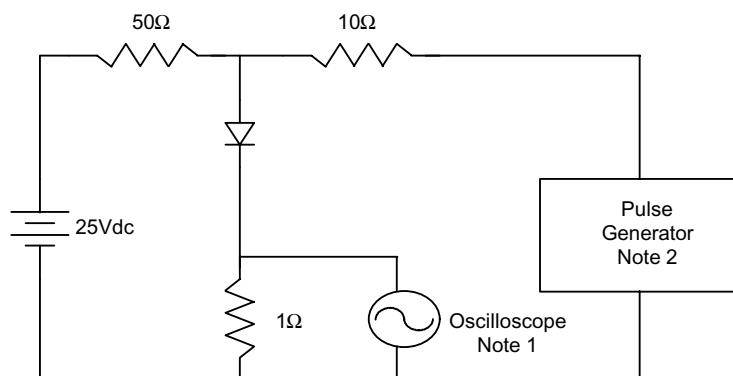 50Ω
10Ω
25Vdc
Pulse
Generator
Note 2
1Ω
Oscilloscope
Note 1